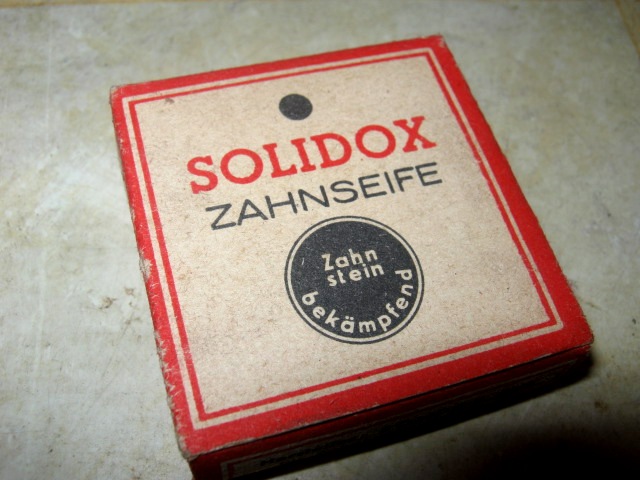 SOLIDOX
ZAHNSEIFE
Zahn
stein
bekämpfend